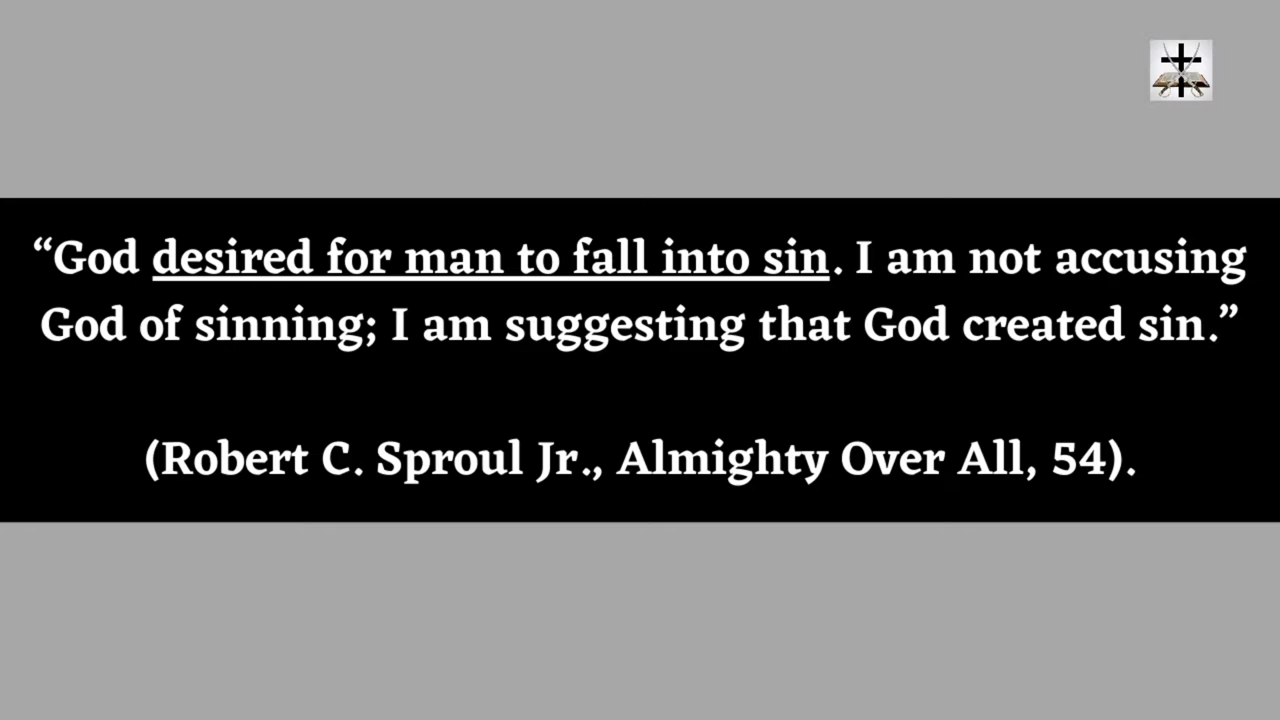 “God desired for man to fall into sin. I am not accusing
God of sinning; I am suggesting that God created sin.”
(Robert C. Sproul Jr., Almighty Over All, 54).